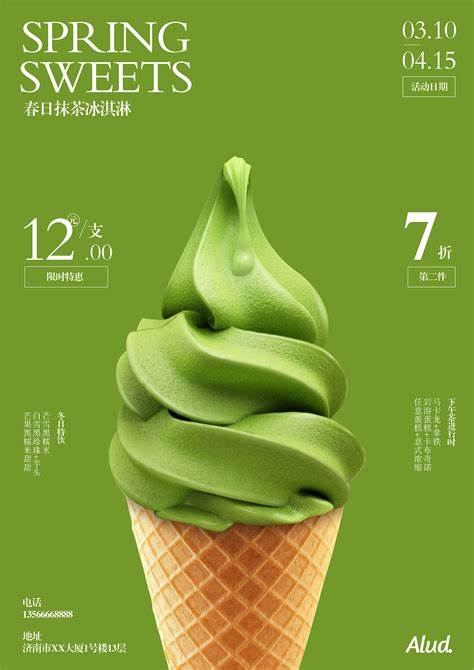 SPRING
SWEETS
春日抹茶冰淇淋
03.10
04.15
活动日期
12元/支
.00
限时特惠
7折
第二件
冬日特饮
芒雪黑糯米
白雪黑珍珠+芋头
芒果黑糯米甜甜
下午茶进行时
马卡龙+拿铁
岩溶蛋糕+卡布奇诺
任意蛋糕+意式浓缩
电话
13566668888
地址
济南市XX大厦1号楼13层
Alud.